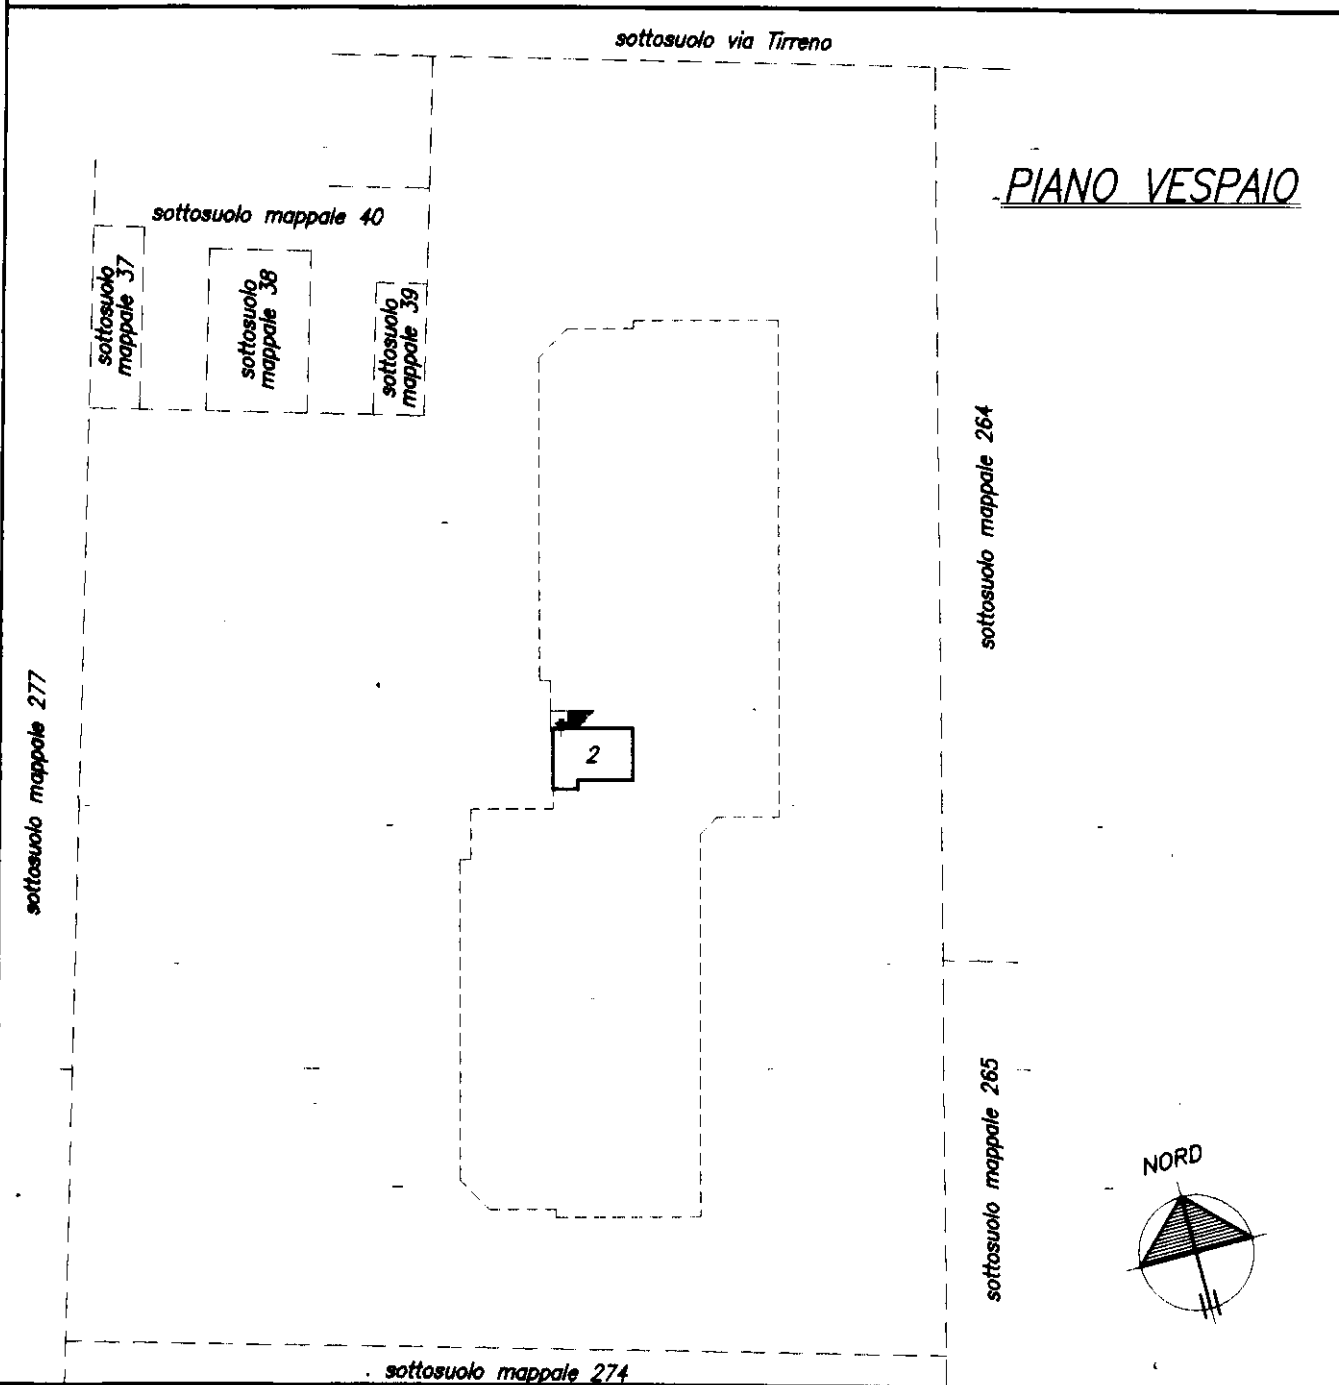 sottosuolo via Tirreno
PIANO VESPAIO
sottosuolo mappale 40
sottosuolo
mappale 37
sottosuolo
mappale 38
sottosuolo
mappale 39
sottosuolo mappale 264
sottosuolo mappale 277
2
sottosuolo mappale 265
NORD
sottosuolo mappale 274